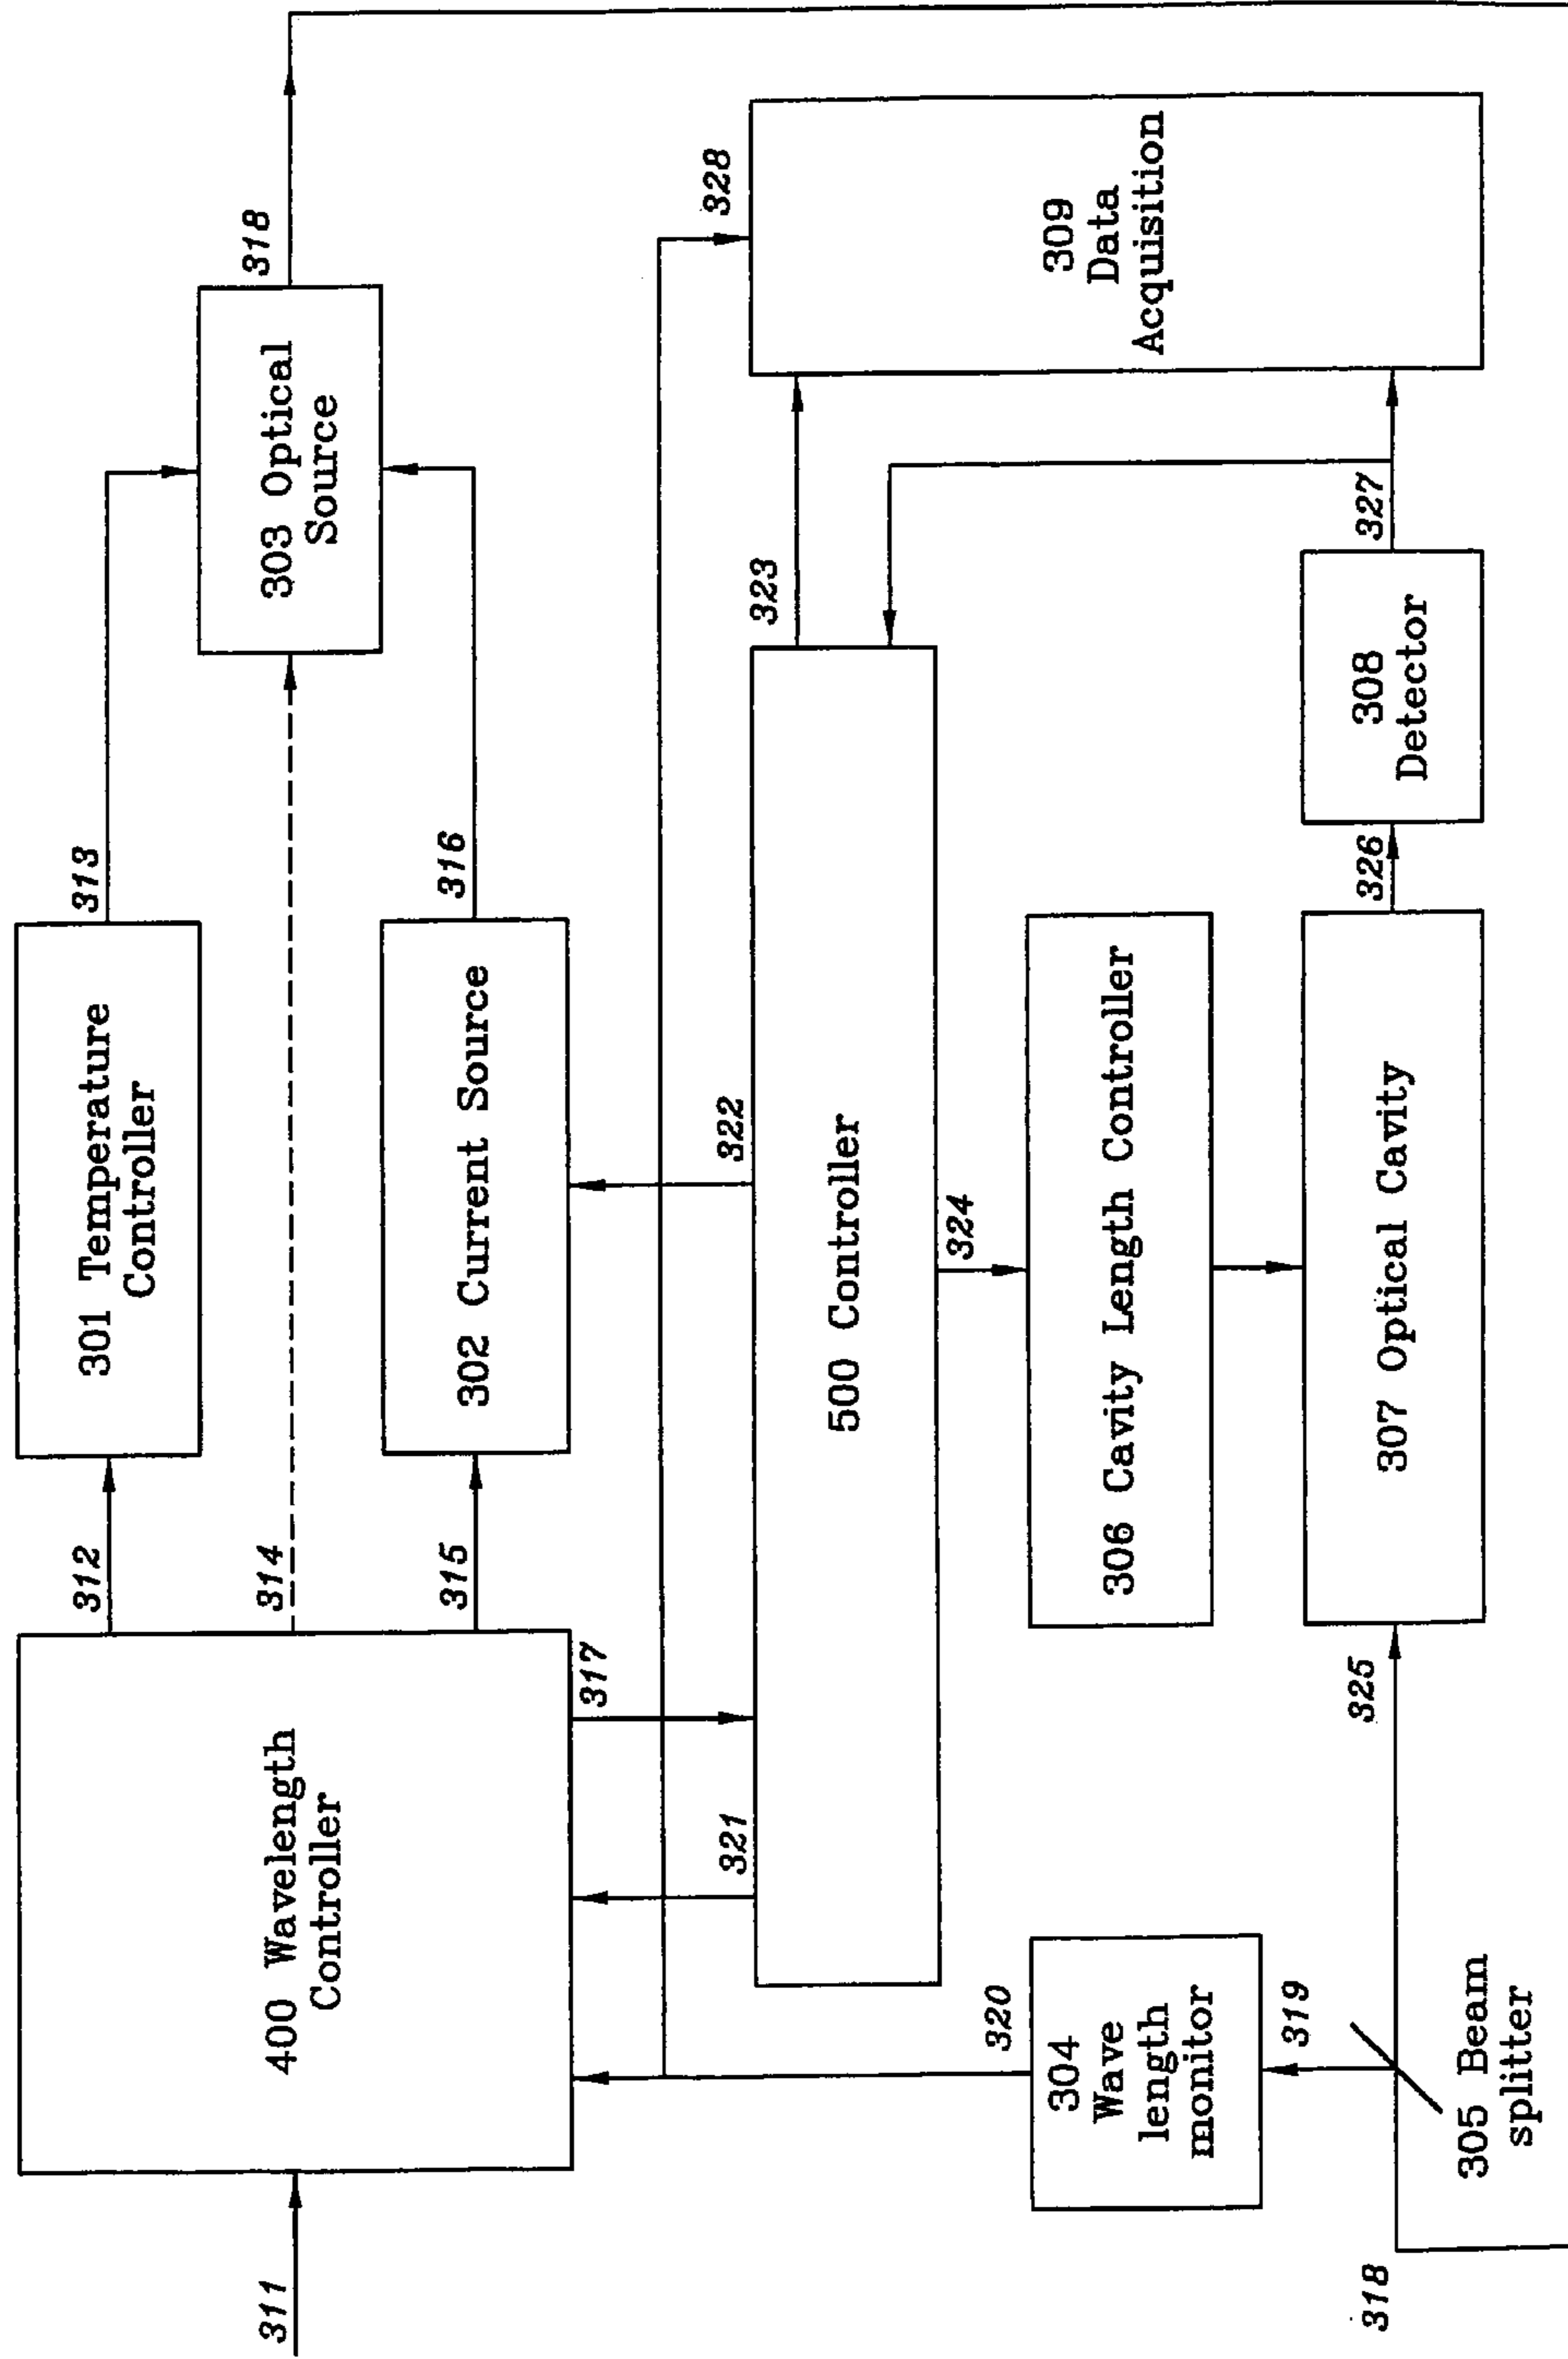 311
400 Wavelength
Controller
312
314
315
317
301 Temperature
Controller
313
302 Current Source
316
303 Optical
Source
318
321
322
328
500 Controller
323
324
309
Data
Acquisition
320
304
Wave
length
monitor
319
306 Cavity Length Controller
318
305 Beam
splitter
325
307 Optical Cavity
326
308
Detector
327